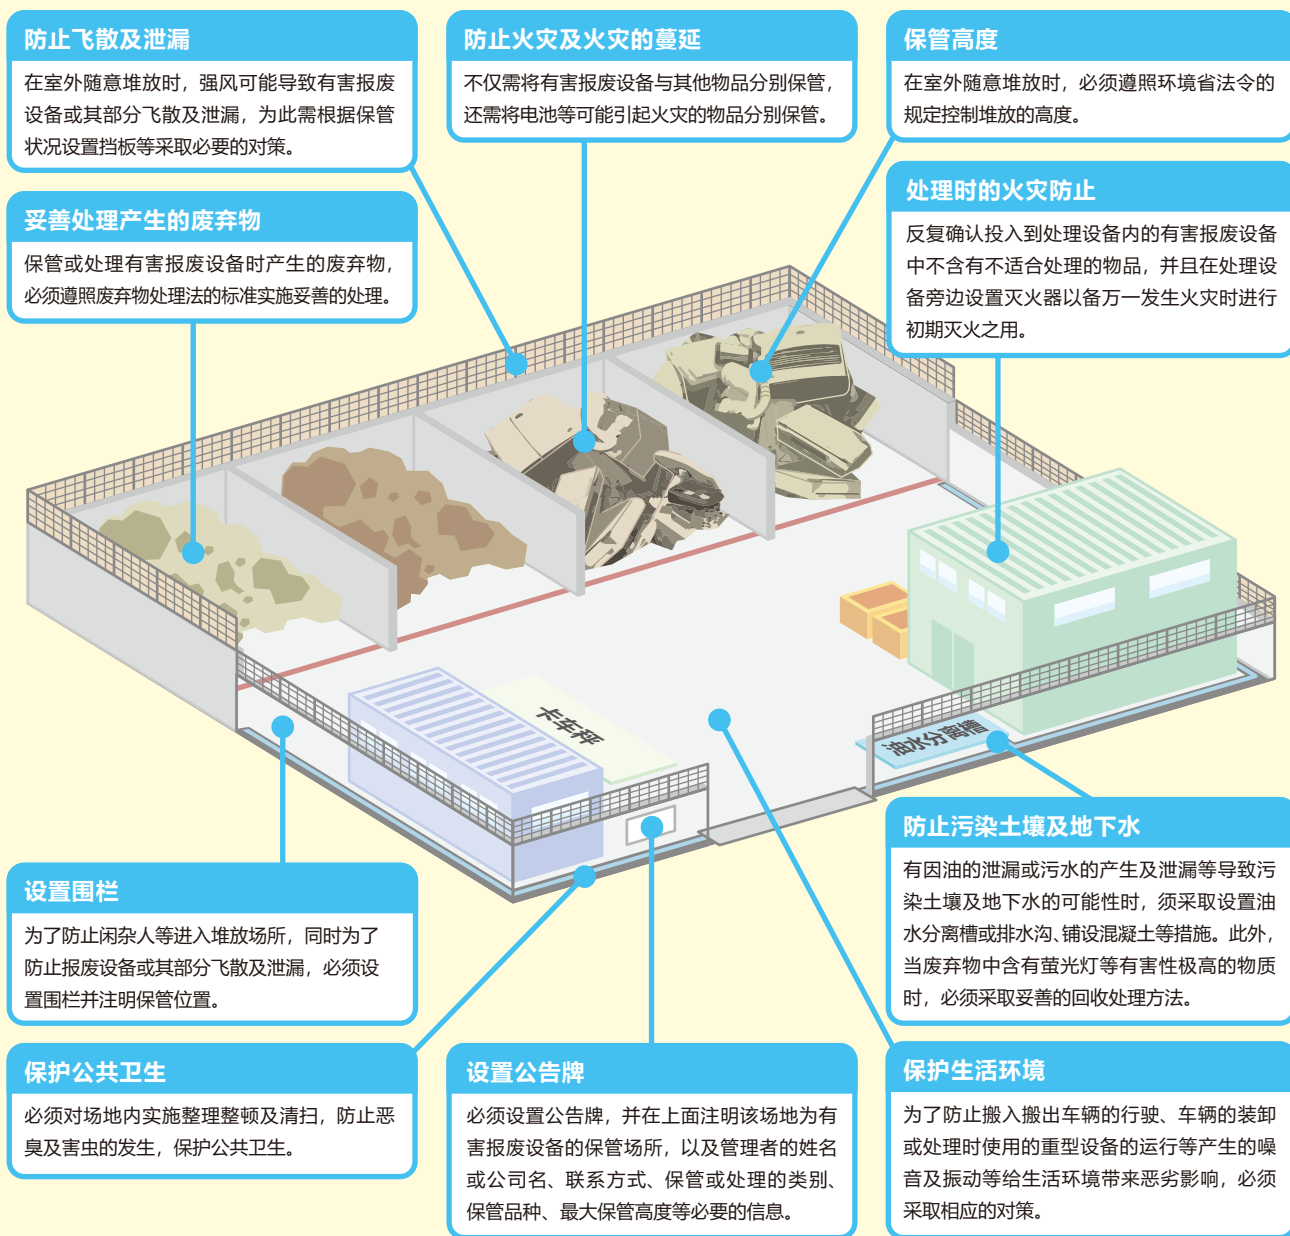 防止飞散及泄漏
在室外随意堆放时，强风可能导致有害报废
设备或其部分飞散及泄漏，为此需根据保管
状况设置挡板等采取必要的对策。
防止火灾及火灾的蔓延
不仅需将有害报废设备与其他物品分别保管，
还需将电池等可能引起火灾的物品分别保管。
保管高度
在室外随意堆放时，必须遵照环境省法令的
规定控制堆放的高度。
妥善处理产生的废弃物
保管或处理有害报废设备时产生的废弃物，
必须遵照废弃物处理法的标准实施妥善的处理。
处理时的火灾防止
反复确认投入到处理设备内的有害报废设备
中不含有不适合处理的物品，并且在处理设
备旁边设置灭火器以备万一发生火灾时进行
初期灭火之用。
卡车秤
油水分离槽
设置围栏
为了防止闲杂人等进入堆放场所，同时为了
防止报废设备或其部分飞散及泄漏，必须设
置围栏并注明保管位置。
防止污染土壤及地下水
有因油的泄漏或污水的产生及泄漏等导致污
染土壤及地下水的可能性时，须采取设置油
水分离槽或排水沟、铺设混凝土等措施。此外，
当废弃物中含有萤光灯等有害性极高的物质
时，必须采取妥善的回收处理方法。
保护公共卫生
必须对场地内实施整理整顿及清扫，防止恶
臭及害虫的发生，保护公共卫生。
设置公告牌
必须设置公告牌，并在上面注明该场地为有
害报废设备的保管场所，以及管理者的姓名
或公司名、联系方式、保管或处理的类别、
保管品种、最大保管高度等必要的信息。
保护生活环境
为了防止搬入搬出车辆的行驶、车辆的装卸
或处理时使用的重型设备的运行等产生的噪
音及振动等给生活环境带来恶劣影响，必须
采取相应的对策。